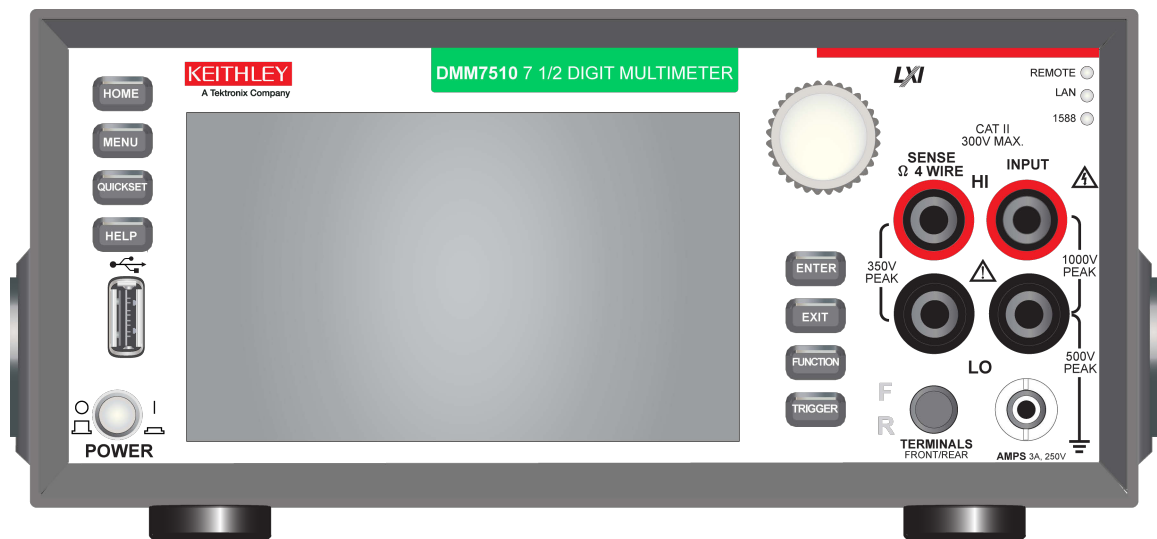 KEITHLEY
A Tektronix Company
DMM7510 7 1/2 DIGIT MULTIMETER
LXI
REMOTE
LAN
1588
HOME
MENU
QUICKSET
HELP
CAT II
300V MAX.
SENSE
Ω 4 WIRE
INPUT
HI
350V
PEAK
1000V
PEAK
ENTER
EXIT
FUNCTION
TRIGGER
LO
500V
PEAK
F
R
TERMINALS
FRONT/REAR
AMPS 3A, 250V
POWER